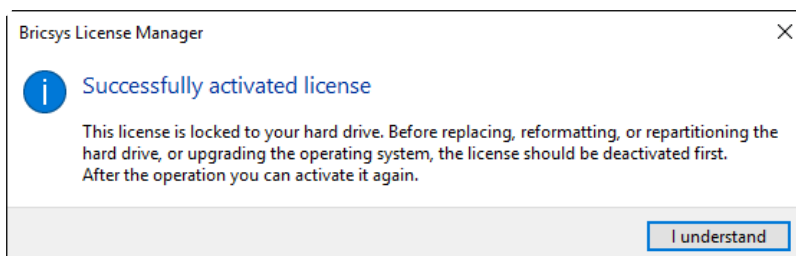 Bricsys License Manager
Successfully activated license
This license is locked to your hard drive. Before replacing, reformatting, or repartitioning the
hard drive, or upgrading the operating system, the license should be deactivated first.
After the operation you can activate it again.
I understand